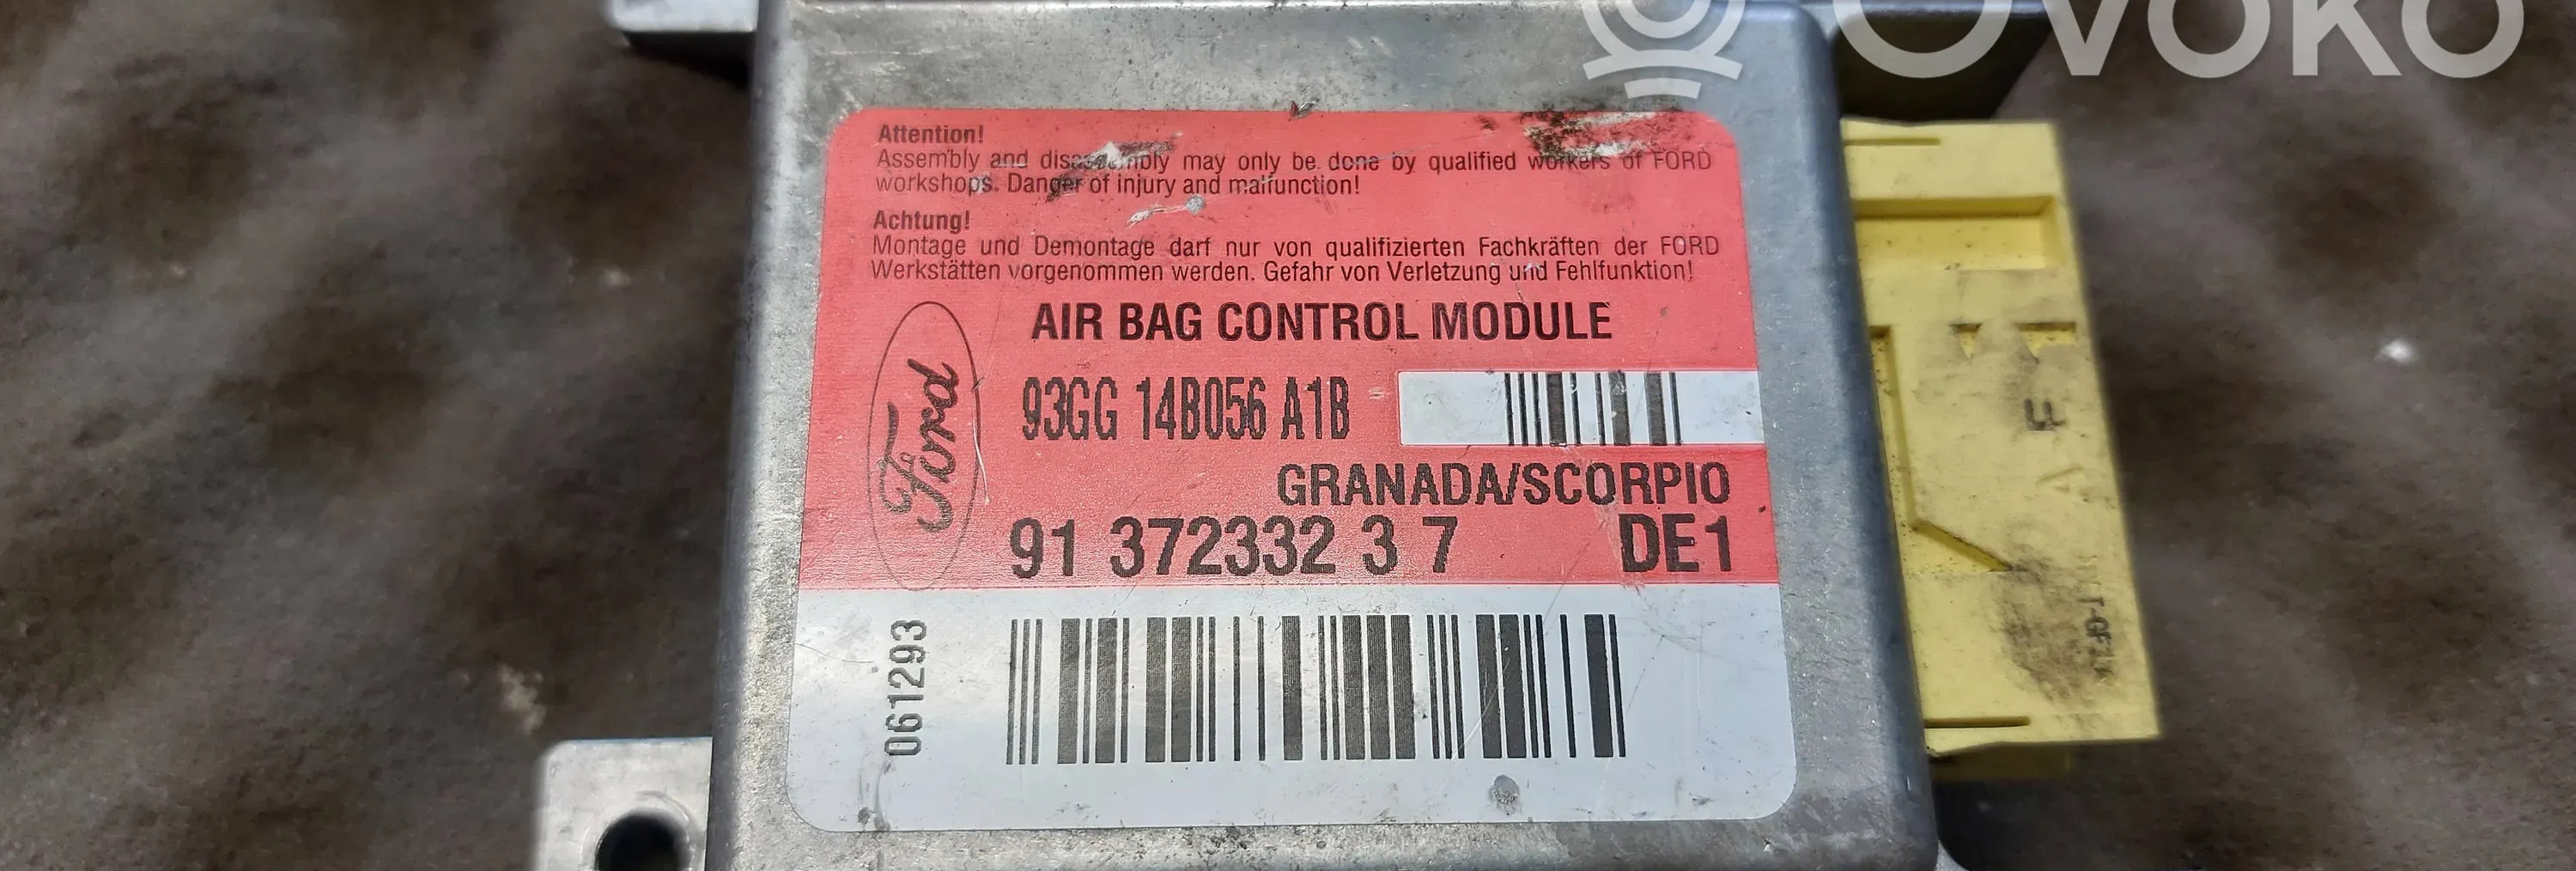 OVOKO
Attention!
Assembly and disassembly may only be done by qualified workers of FORD
workshops. Danger of injury and malfunction!
Achtung!
Montage und Demontage darf nur von qualifizierten Fachkräften der FORD
Werkstätten vorgenommen werden. Gefahr von Verletzung und Fehlfunktion!
AIR BAG CONTROL MODULE
Ford
93GG 14B056 A1B
GRANADA/SCORPIO
91 372332 3 7 DE1
061293